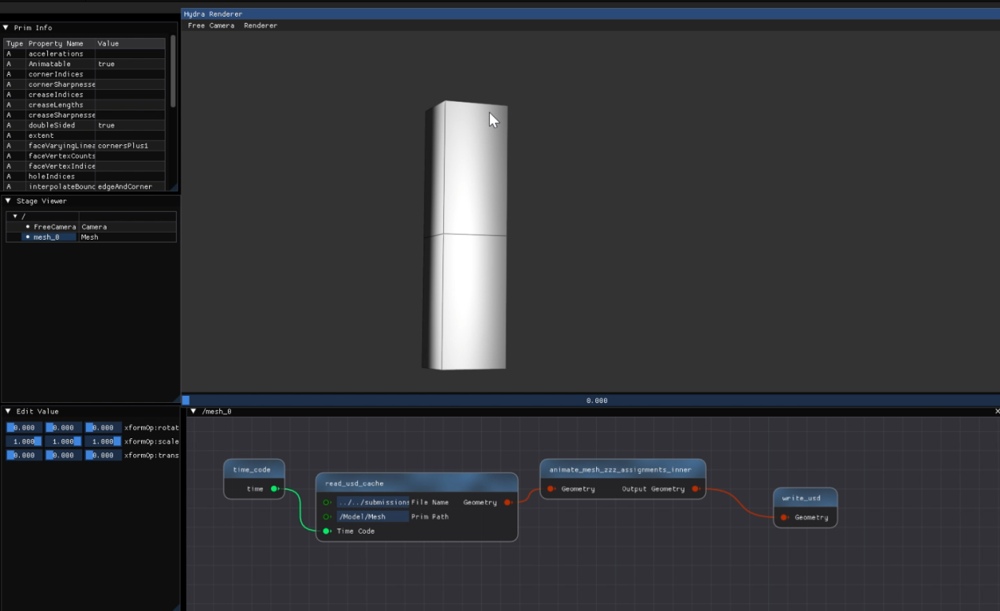 Hydra Renderer
Free Camera Renderer
Prim Info
Type Property Name Value
A accelerations
A Animatable true
A cornerIndices
A cornerSharpnesse
A creaseIndices
A creaseLengths
A creaseSharpnesse
A doubleSided true
A extent
A faceVaryingLinea cornersPlus1
A faceVertexCounts
A faceVertexIndice
A holeIndices
A interpolateBounc edgeAndCorner
Stage Viewer
/
FreeCamera Camera
mesh_0 Mesh
0.000
Edit Value
0.000 0.000 0.000 xformOp:rotat
1.000 1.000 1.000 xformOp:scale
0.000 0.000 0.000 xformOp:trans
/mesh_0
time_code
time
read_usd_cache
../../submissions File Name Geometry
/Model/Mesh Prim Path
Time Code
animate_mesh_zzz_assignments_inner
Geometry Output Geometry
write_usd
Geometry